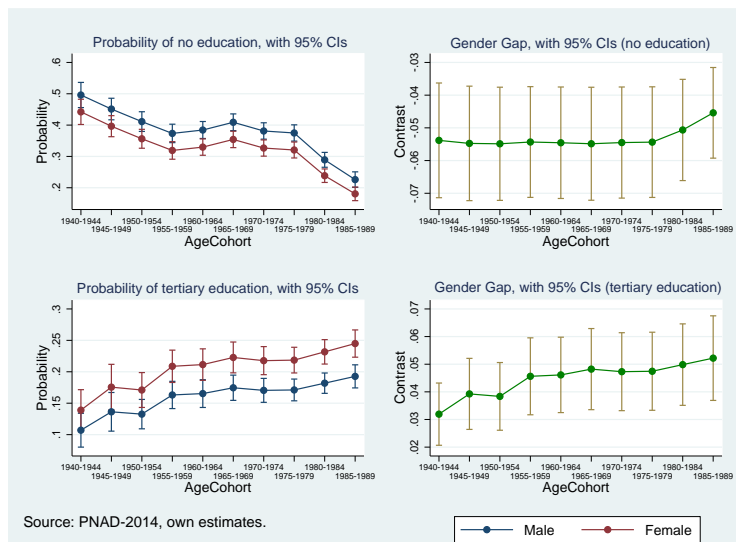 Probability of no education, with 95% CIs
Probability
.6
.5
.4
.3
.2
1940-1944 1950-1954 1960-1964 1970-1974 1980-1984
1945-1949 1955-1959 1965-1969 1975-1979 1985-1989
AgeCohort
Gender Gap, with 95% CIs (no education)
Contrast
-.03
-.04
-.05
-.06
-.07
1940-1944 1950-1954 1960-1964 1970-1974 1980-1984
1945-1949 1955-1959 1965-1969 1975-1979 1985-1989
AgeCohort
Probability of tertiary education, with 95% CIs
Probability
.3
.25
.2
.15
.1
1940-1944 1950-1954 1960-1964 1970-1974 1980-1984
1945-1949 1955-1959 1965-1969 1975-1979 1985-1989
AgeCohort
Gender Gap, with 95% CIs (tertiary education)
Contrast
.07
.06
.05
.04
.03
.02
1940-1944 1950-1954 1960-1964 1970-1974 1980-1984
1945-1949 1955-1959 1965-1969 1975-1979 1985-1989
AgeCohort
Source: PNAD-2014, own estimates.
Male Female